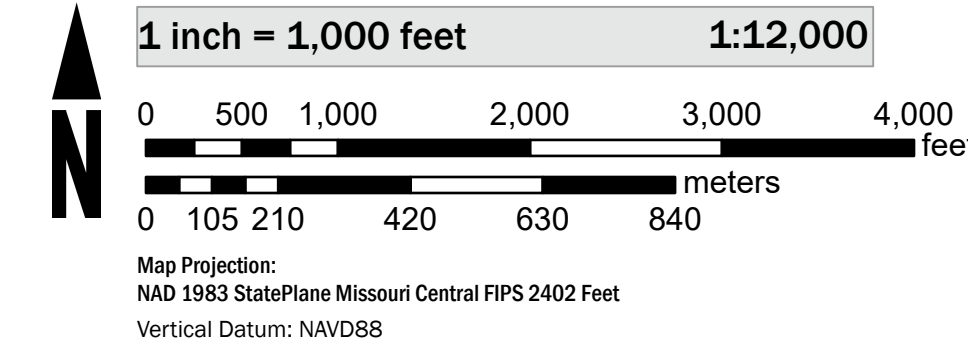 1 inch = 1,000 feet 1:12,000
0 500 1,000 2,000 3,000 4,000
feet
meters
0 105 210 420 630 840
N
Map Projection:
NAD 1983 StatePlane Missouri Central FIPS 2402 Feet
Vertical Datum: NAVD88